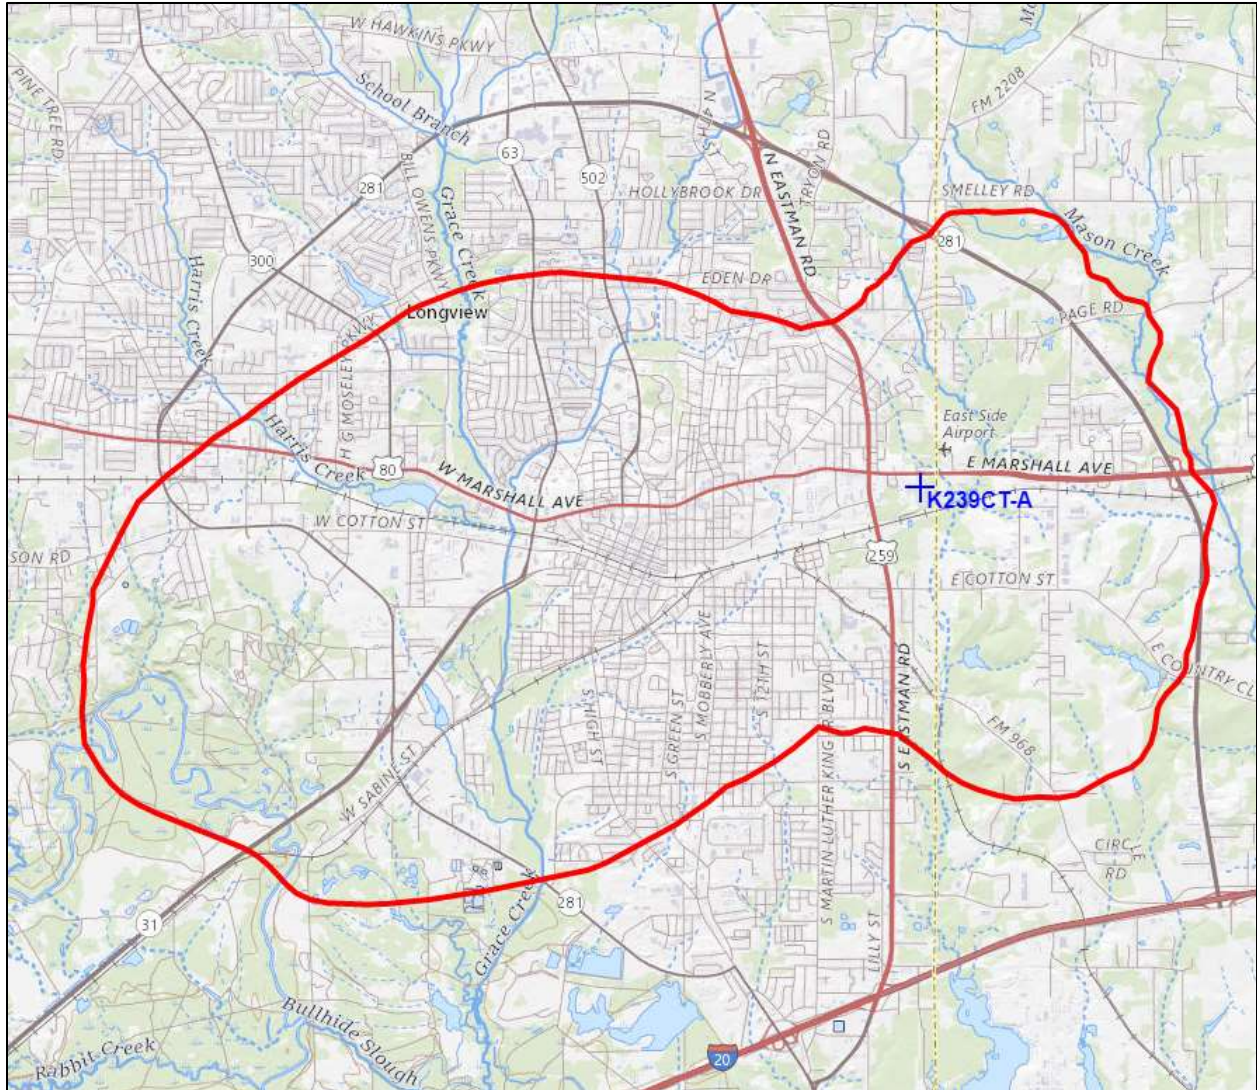 W HAWKINS PKWY
PINE TREE RD
School Branch
N 4TH ST
FM 2208
63
281
502
BILL OWENS PKWY
HOLLYBROOK DR
TRYON RD
N EASTMAN RD
SMELLEY RD
Mason Creek
281
Grace Creek
Harris Creek
300
EDEN DR
Longview
PAGE RD
H G MOSELEY PKWY
Harris Creek
80
W MARSHALL AVE
East Side
Airport
E MARSHALL AVE
K239CT-A
W COTTON ST
SON RD
259
E COTTON ST
S HIGH ST
S GREEN ST
S MOBBERLY AVE
S 12TH ST
S MARTIN LUTHER KING JR BLVD
S EASTMAN RD
E COUNTRY CL
FM 968
W SABINE ST
CIRCLE
RD
31
281
Grace Creek
LILLY ST
Bullhide Slough
Rabbit Creek
20